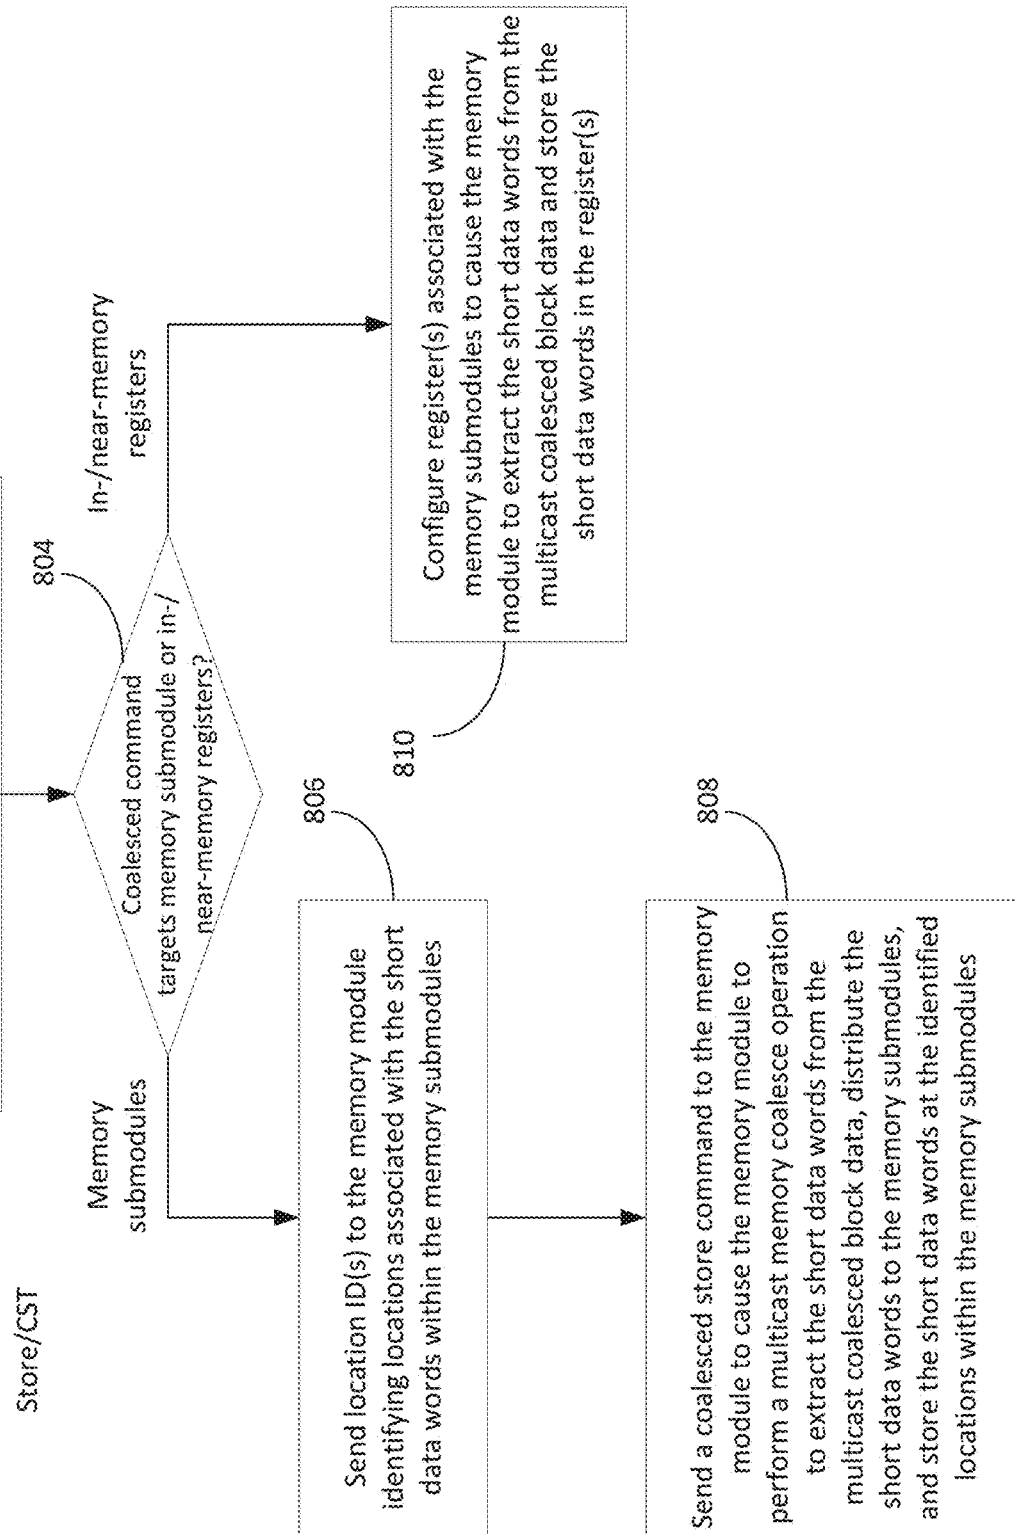 Store/CST
804
Coalesced command
targets memory submodule or in-/
near-memory registers?
Memory
submodules
In-/near-memory
registers
806
Send location ID(s) to the memory module
identifying locations associated with the short
data words within the memory submodules
808
Send a coalesced store command to the memory
module to cause the memory module to
perform a multicast memory coalesce operation
to extract the short data words from the
multicast coalesced block data, distribute the
short data words to the memory submodules,
and store the short data words at the identified
locations within the memory submodules
810
Configure register(s) associated with the
memory submodules to cause the memory
module to extract the short data words from the
multicast coalesced block data and store the
short data words in the register(s)